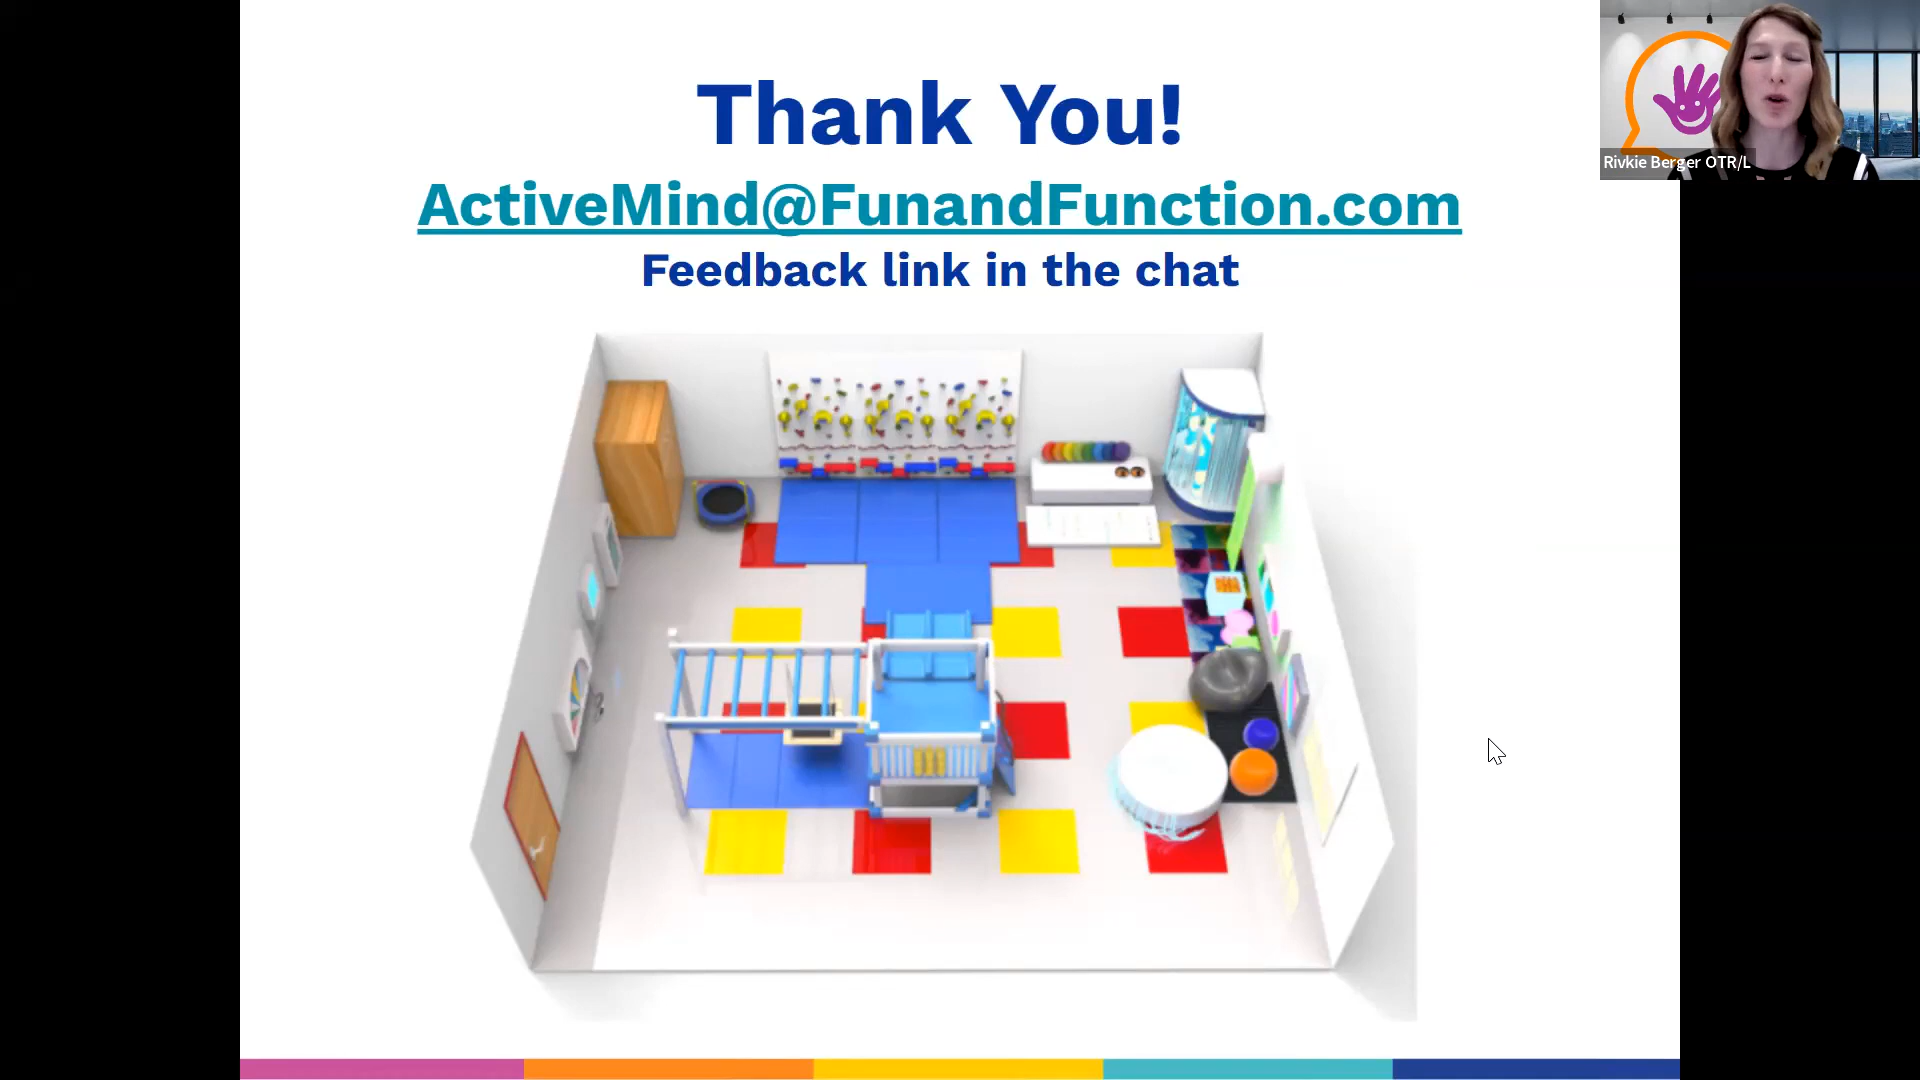 Thank You!
ActiveMind@FunandFunction.com
Feedback link in the chat
Rivkie Berger OTR/L